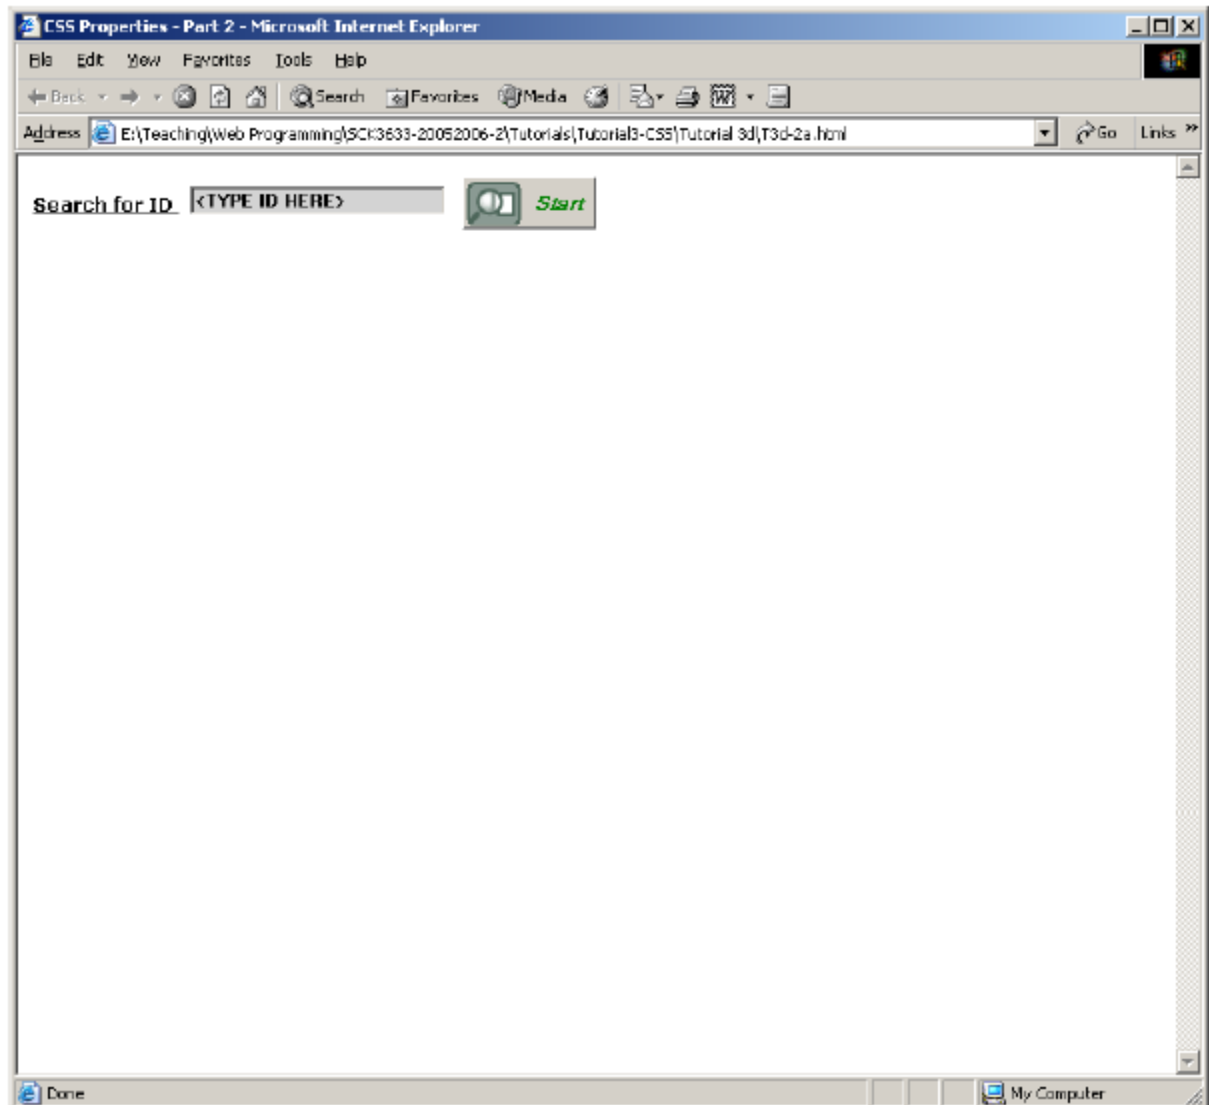 CSS Properties - Part 2 - Microsoft Internet Explorer
File Edit View Favorites Tools Help
Back Search Favorites Media
Address E:\Teaching\Web Programming\SCK3633-20052006-2\Tutorials\Tutorial3-CSS\Tutorial 3d\T3d-2a.html Go Links »
Search for ID <TYPE ID HERE> Start
Done My Computer